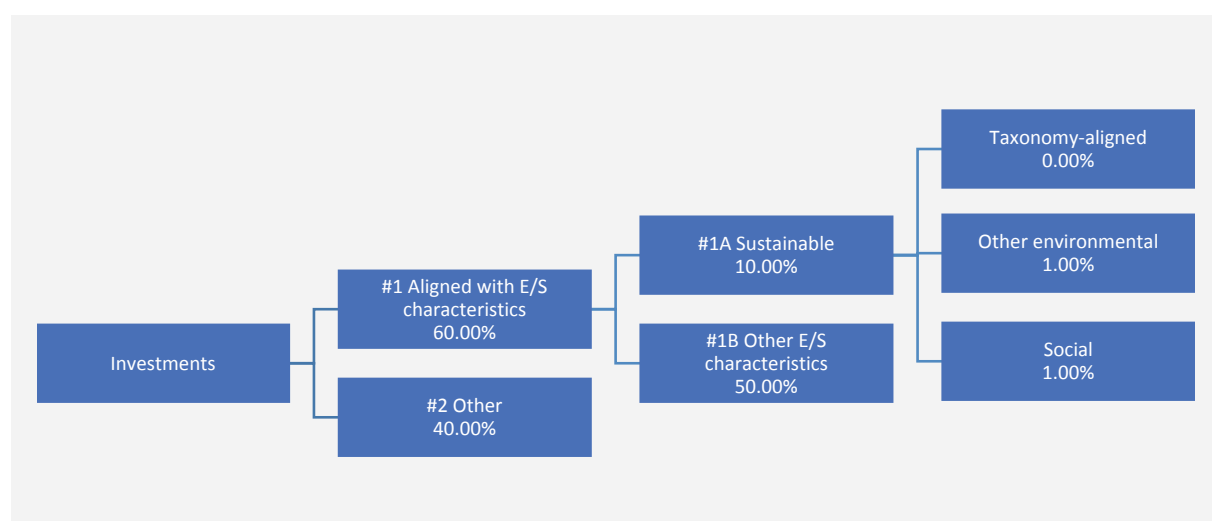 Investments
#1 Aligned with E/S
characteristics
60.00%
#2 Other
40.00%
#1A Sustainable
10.00%
#1B Other E/S
characteristics
50.00%
Taxonomy-aligned
0.00%
Other environmental
1.00%
Social
1.00%